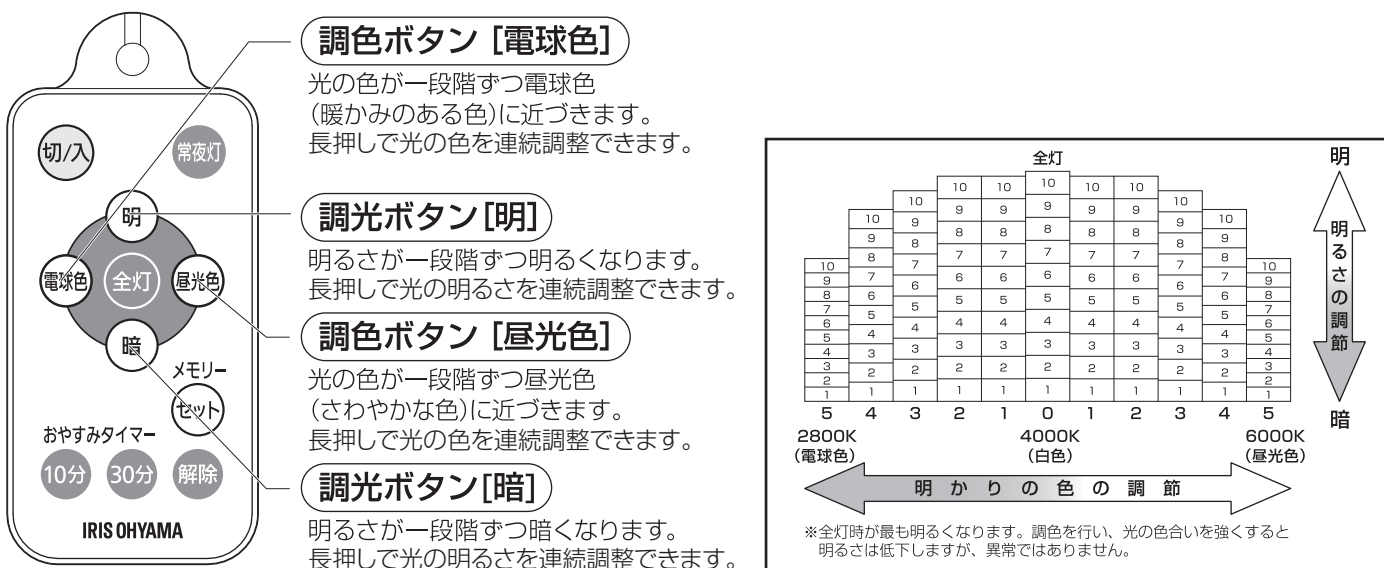 切/入
常夜灯
明
電球色
全灯
昼光色
暗
メモリー
セット
おやすみタイマー
10分 30分 解除
IRIS OHYAMA
調色ボタン [電球色]
光の色が一段階ずつ電球色
(暖かみのある色)に近づきます。
長押しで光の色を連続調整できます。
調光ボタン[明]
明るさが一段階ずつ明るくなります。
長押しで光の明るさを連続調整できます。
調色ボタン [昼光色]
光の色が一段階ずつ昼光色
(さわやかな色)に近づきます。
長押しで光の色を連続調整できます。
調光ボタン[暗]
明るさが一段階ずつ暗くなります。
長押しで光の明るさを連続調整できます。
全灯
10 9 8 7 6 5 4 3 2 1
10 9 8 7 6 5 4 3 2 1
10 9 8 7 6 5 4 3 2 1
10 9 8 7 6 5 4 3 2 1
10 9 8 7 6 5 4 3 2 1
10 9 8 7 6 5 4 3 2 1
10 9 8 7 6 5 4 3 2 1
10 9 8 7 6 5 4 3 2 1
10 9 8 7 6 5 4 3 2 1
10 9 8 7 6 5 4 3 2 1
10 9 8 7 6 5 4 3 2 1
5 4 3 2 1 0 1 2 3 4 5
2800K 4000K 6000K
(電球色) (白色) (昼光色)
明かりの色の調節
明
明るさの調節
暗
※全灯時が最も明るくなります。調色を行い、光の色合いを強くすると
明るさは低下しますが、異常ではありません。